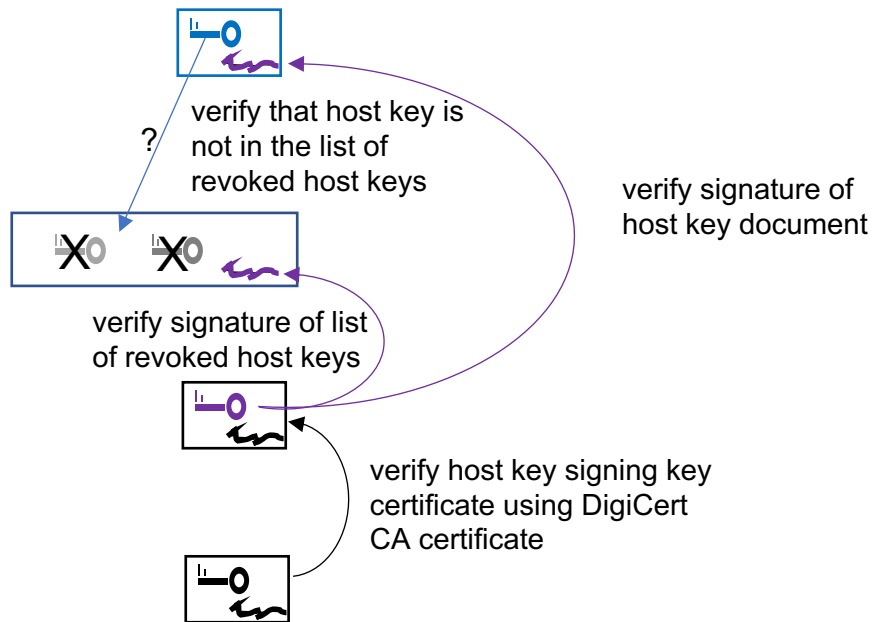 verify that host key is
not in the list of
revoked host keys
?
verify signature of
host key document
verify signature of list
of revoked host keys
verify host key signing key
certificate using DigiCert
CA certificate